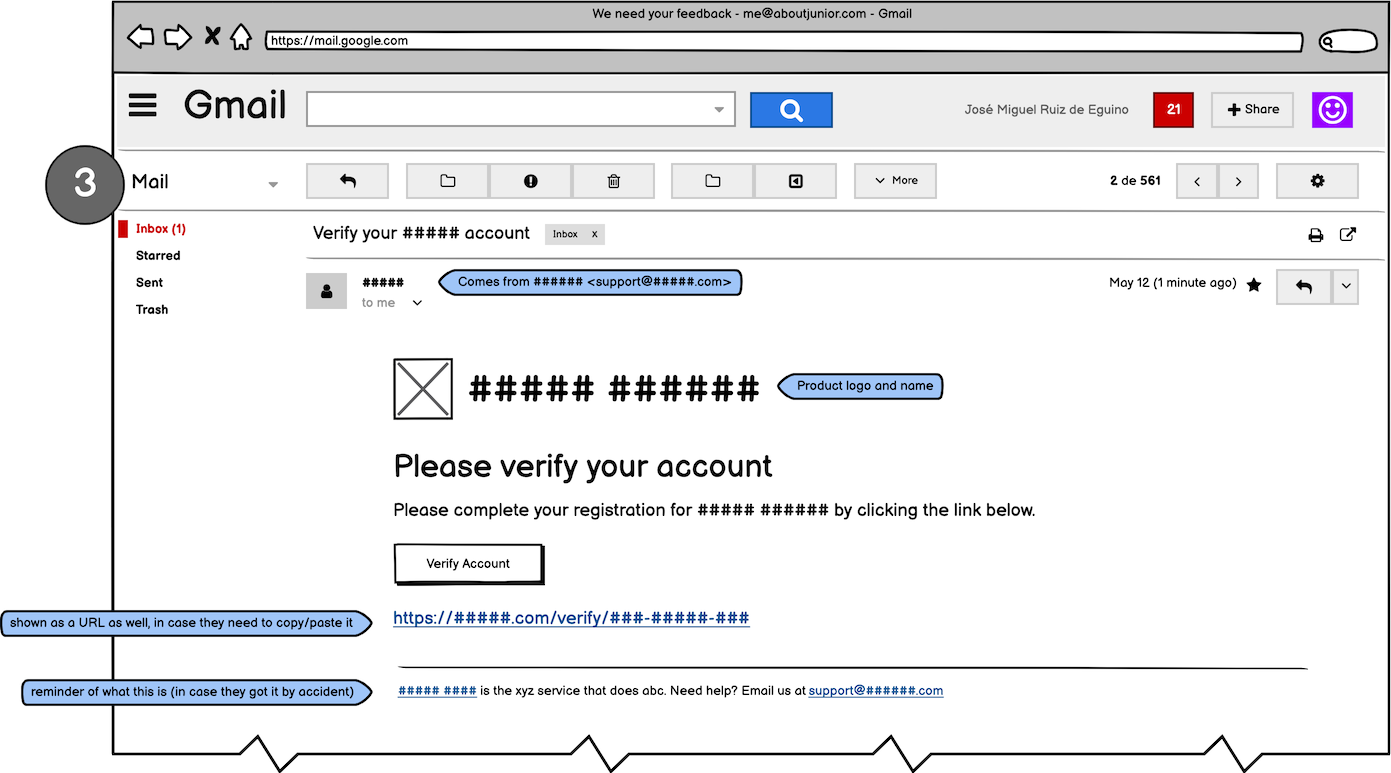 We need your feedback - me@aboutjunior.com - Gmail
https://mail.google.com
Gmail
José Miguel Ruiz de Eguino
21
Share
3
Mail
More
2 de 561
Inbox (1)
Starred
Sent
Trash
Verify your ##### account
Inbox x
#####
to me
Comes from ###### <support@#####.com>
May 12 (1 minute ago)
##### ######
Product logo and name
Please verify your account
Please complete your registration for ##### ###### by clicking the link below.
Verify Account
shown as a URL as well, in case they need to copy/paste it
https://#####.com/verify/###-#####-###
reminder of what this is (in case they got it by accident)
##### #### is the xyz service that does abc. Need help? Email us at support@######.com